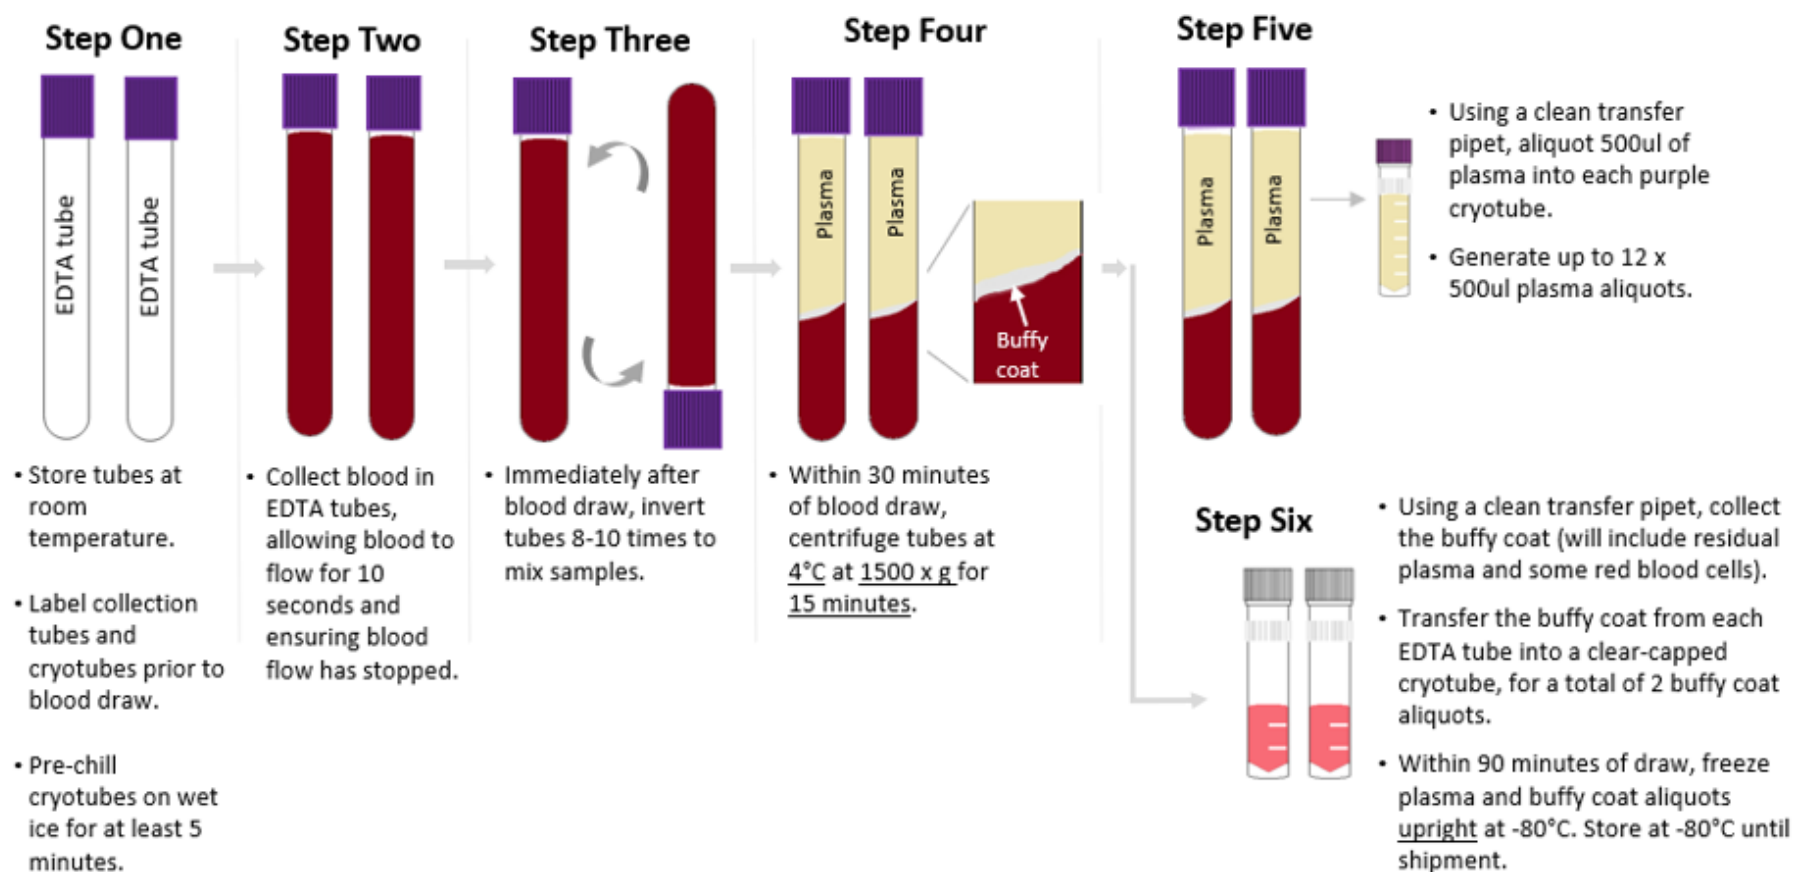 Step One
EDTA tube
EDTA tube
• Store tubes at
room
temperature.
• Label collection
tubes and
cryotubes prior to
blood draw.
• Pre-chill
cryotubes on wet
ice for at least 5
minutes.
Step Two
• Collect blood in
EDTA tubes,
allowing blood to
flow for 10
seconds and
ensuring blood
flow has stopped.
Step Three
• Immediately after
blood draw, invert
tubes 8-10 times to
mix samples.
Step Four
Plasma
Plasma
Buffy
coat
• Within 30 minutes
of blood draw,
centrifuge tubes at
4°C at 1500 x g for
15 minutes.
Step Five
Plasma
Plasma
• Using a clean transfer
pipet, aliquot 500ul of
plasma into each purple
cryotube.
• Generate up to 12 x
500ul plasma aliquots.
Step Six
• Using a clean transfer pipet, collect
the buffy coat (will include residual
plasma and some red blood cells).
• Transfer the buffy coat from each
EDTA tube into a clear-capped
cryotube, for a total of 2 buffy coat
aliquots.
• Within 90 minutes of draw, freeze
plasma and buffy coat aliquots
upright at -80°C. Store at -80°C until
shipment.